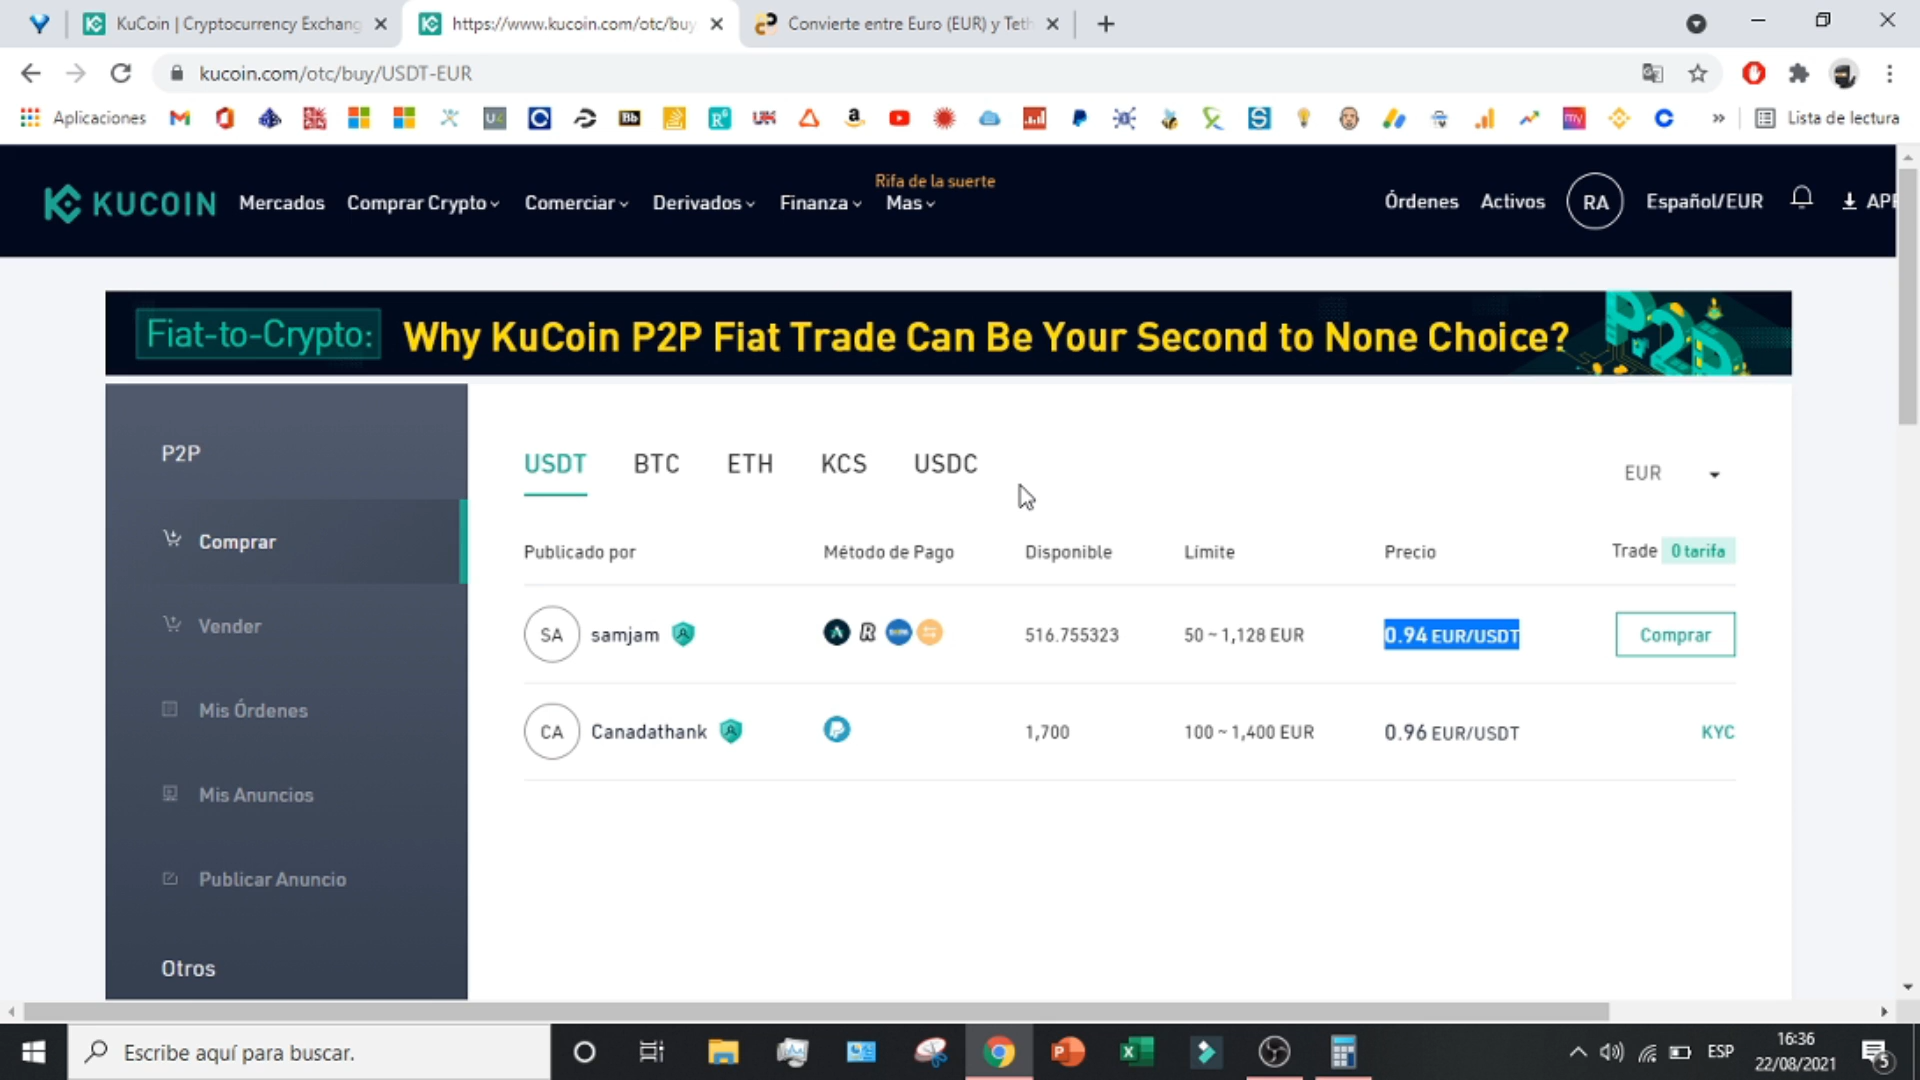 KuCoin | Cryptocurrency Exchang
https://www.kucoin.com/otc/buy
Convierte entre Euro (EUR) y Teth
kucoin.com/otc/buy/USDT-EUR
Aplicaciones
Bb
my
»
Lista de lectura
Rifa de la suerte
KUCOIN
Mercados
Comprar Crypto
Comerciar
Derivados
Finanza
Mas
Órdenes
Activos
RA
Español/EUR
APP
Fiat-to-Crypto:
Why KuCoin P2P Fiat Trade Can Be Your Second to None Choice?
P2P
Comprar
Vender
Mis Órdenes
Mis Anuncios
Publicar Anuncio
Otros
USDT
BTC
ETH
KCS
USDC
EUR
Publicado por
Método de Pago
Disponible
Límite
Precio
Trade
0 tarifa
SA
samjam
516.755323
50 ~ 1,128 EUR
0.94 EUR/USDT
Comprar
CA
Canadathank
1,700
100 ~ 1,400 EUR
0.96 EUR/USDT
KYC
Escribe aquí para buscar.
ESP
16:36
22/08/2021
5